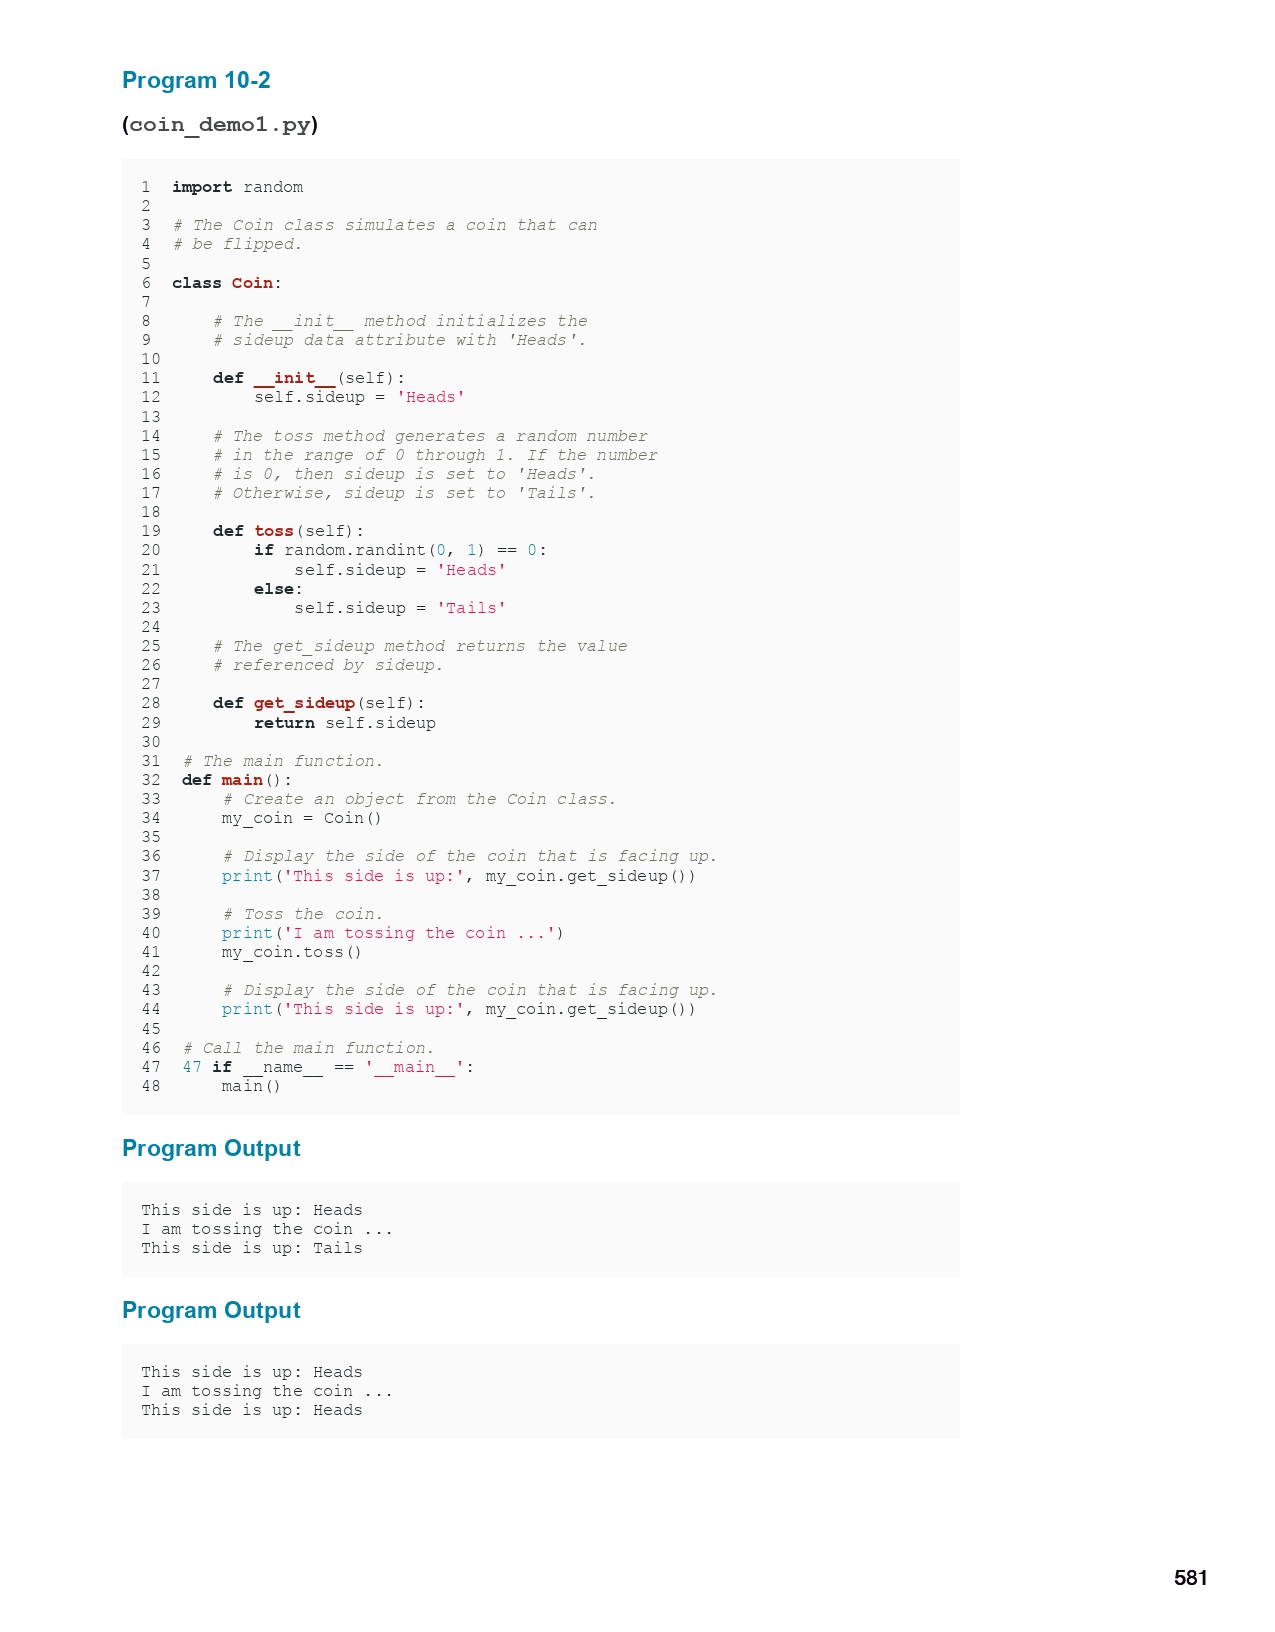 Program 10-2
(coin_demo1.py)
1  import random
2
3  # The Coin class simulates a coin that can
4  # be flipped.
5
6  class Coin:
7
8      # The __init__ method initializes the
9      # sideup data attribute with 'Heads'.
10
11     def __init__(self):
12         self.sideup = 'Heads'
13
14     # The toss method generates a random number
15     # in the range of 0 through 1. If the number
16     # is 0, then sideup is set to 'Heads'.
17     # Otherwise, sideup is set to 'Tails'.
18
19     def toss(self):
20         if random.randint(0, 1) == 0:
21             self.sideup = 'Heads'
22         else:
23             self.sideup = 'Tails'
24
25     # The get_sideup method returns the value
26     # referenced by sideup.
27
28     def get_sideup(self):
29         return self.sideup
30
31  # The main function.
32  def main():
33      # Create an object from the Coin class.
34      my_coin = Coin()
35
36      # Display the side of the coin that is facing up.
37      print('This side is up:', my_coin.get_sideup())
38
39      # Toss the coin.
40      print('I am tossing the coin ...')
41      my_coin.toss()
42
43      # Display the side of the coin that is facing up.
44      print('This side is up:', my_coin.get_sideup())
45
46  # Call the main function.
47  47 if __name__ == '__main__':
48      main()
Program Output
This side is up: Heads
I am tossing the coin ...
This side is up: Tails
Program Output
This side is up: Heads
I am tossing the coin ...
This side is up: Heads
581